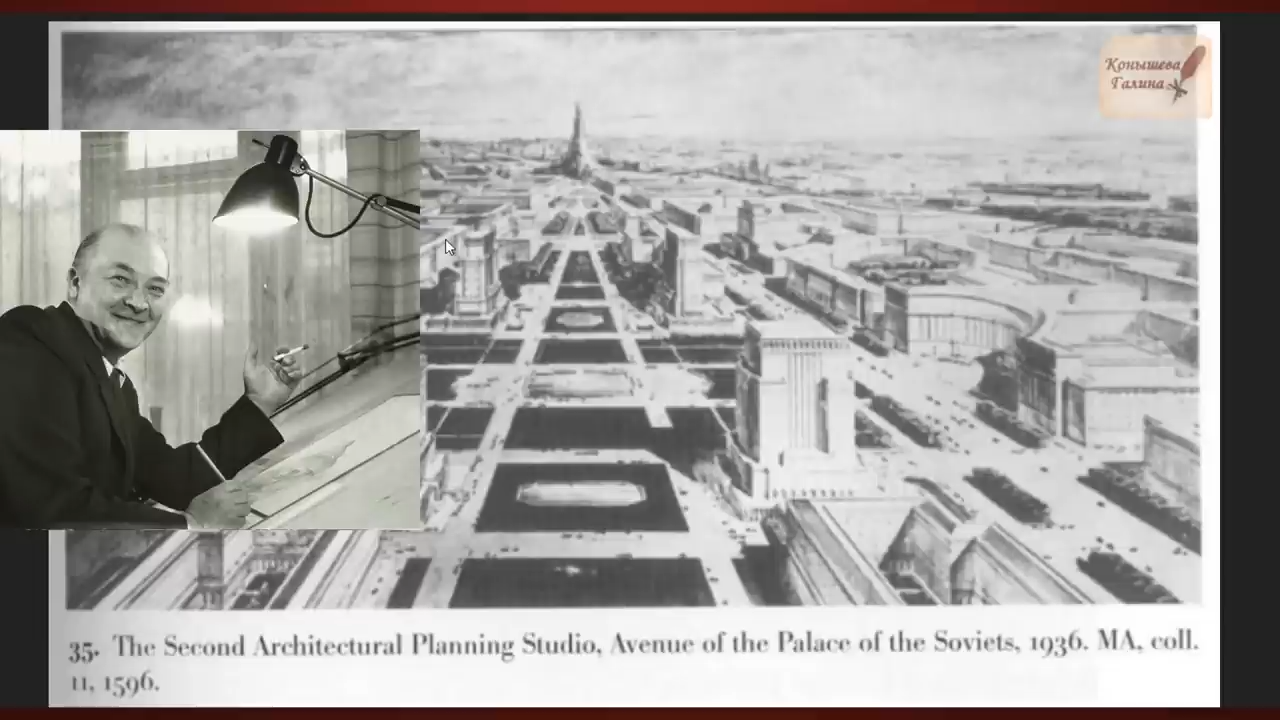 Конышева
Галина
35. The Second Architectural Planning Studio, Avenue of the Palace of the Soviets, 1936. MA, coll.
11, 1596.